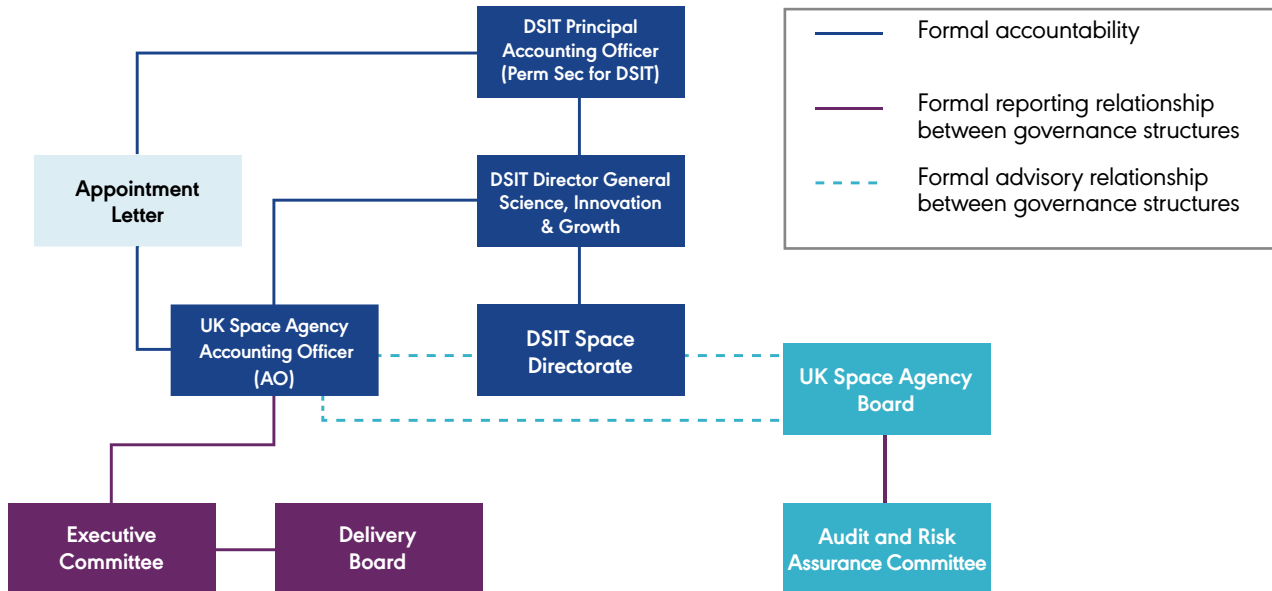 DSIT Principal
Accounting Officer
(Perm Sec for DSIT)
Formal accountability
Formal reporting relationship
between governance structures
Formal advisory relationship
between governance structures
Appointment
Letter
DSIT Director General
Science, Innovation
& Growth
UK Space Agency
Accounting Officer
(AO)
DSIT Space
Directorate
UK Space Agency
Board
Executive
Committee
Delivery
Board
Audit and Risk
Assurance Committee